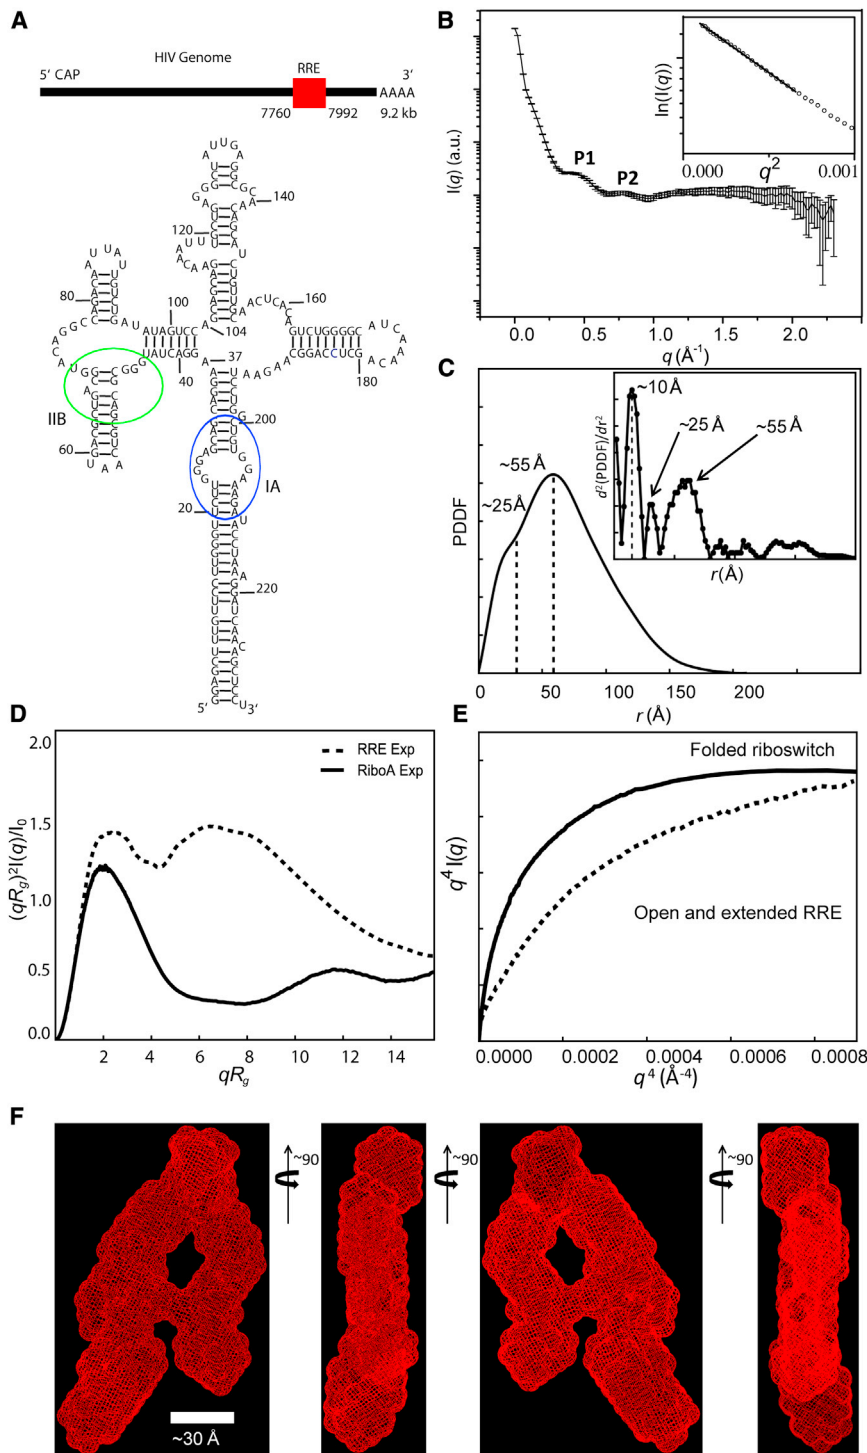 A
HIV Genome
5' CAP
RRE
3'
AAAA
7760
7992
9.2 kb
140
120
80
100
160
104
37
40
180
200
IIB
60
IA
20
220
5'
3'
B
I(q) (a.u.)
P1
P2
0.0
0.5
1.0
1.5
2.0
2.5
q (Å-1)
ln(I(q))
0.000
0.001
q2
C
PDDF
~55 Å
~25 Å
0
50
100
150
200
r (Å)
d2(PDDF)/dr2
~10 Å
~25 Å
~55 Å
r (Å)
D
(qRg)2I(q)/I0
2.0
1.5
1.0
0.5
0.0
RRE Exp
RiboA Exp
2
4
6
8
10
12
14
qRg
E
q4I(q)
Folded riboswitch
Open and extended RRE
0.0000
0.0002
0.0004
0.0006
0.0008
q4 (Å-4)
F
~90
~90
~90
~30 Å